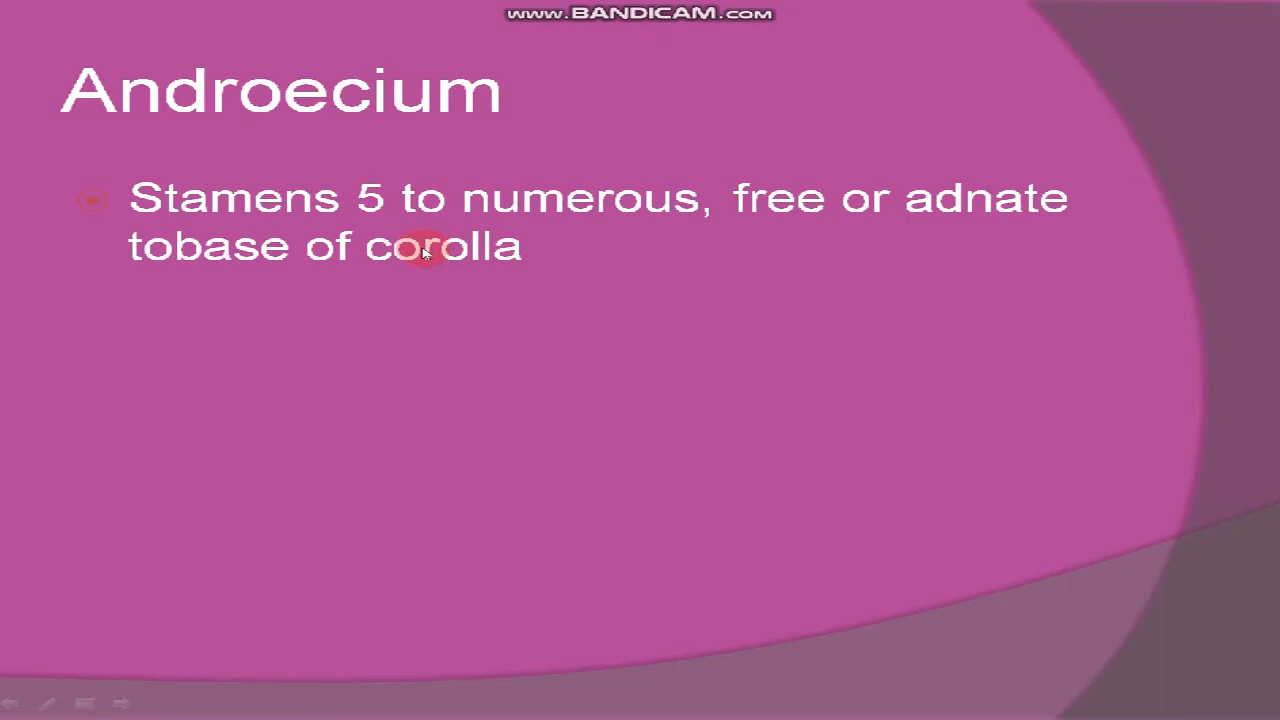 www.BANDICAM.com
Androecium
Stamens 5 to numerous, free or adnate
tobase of corolla